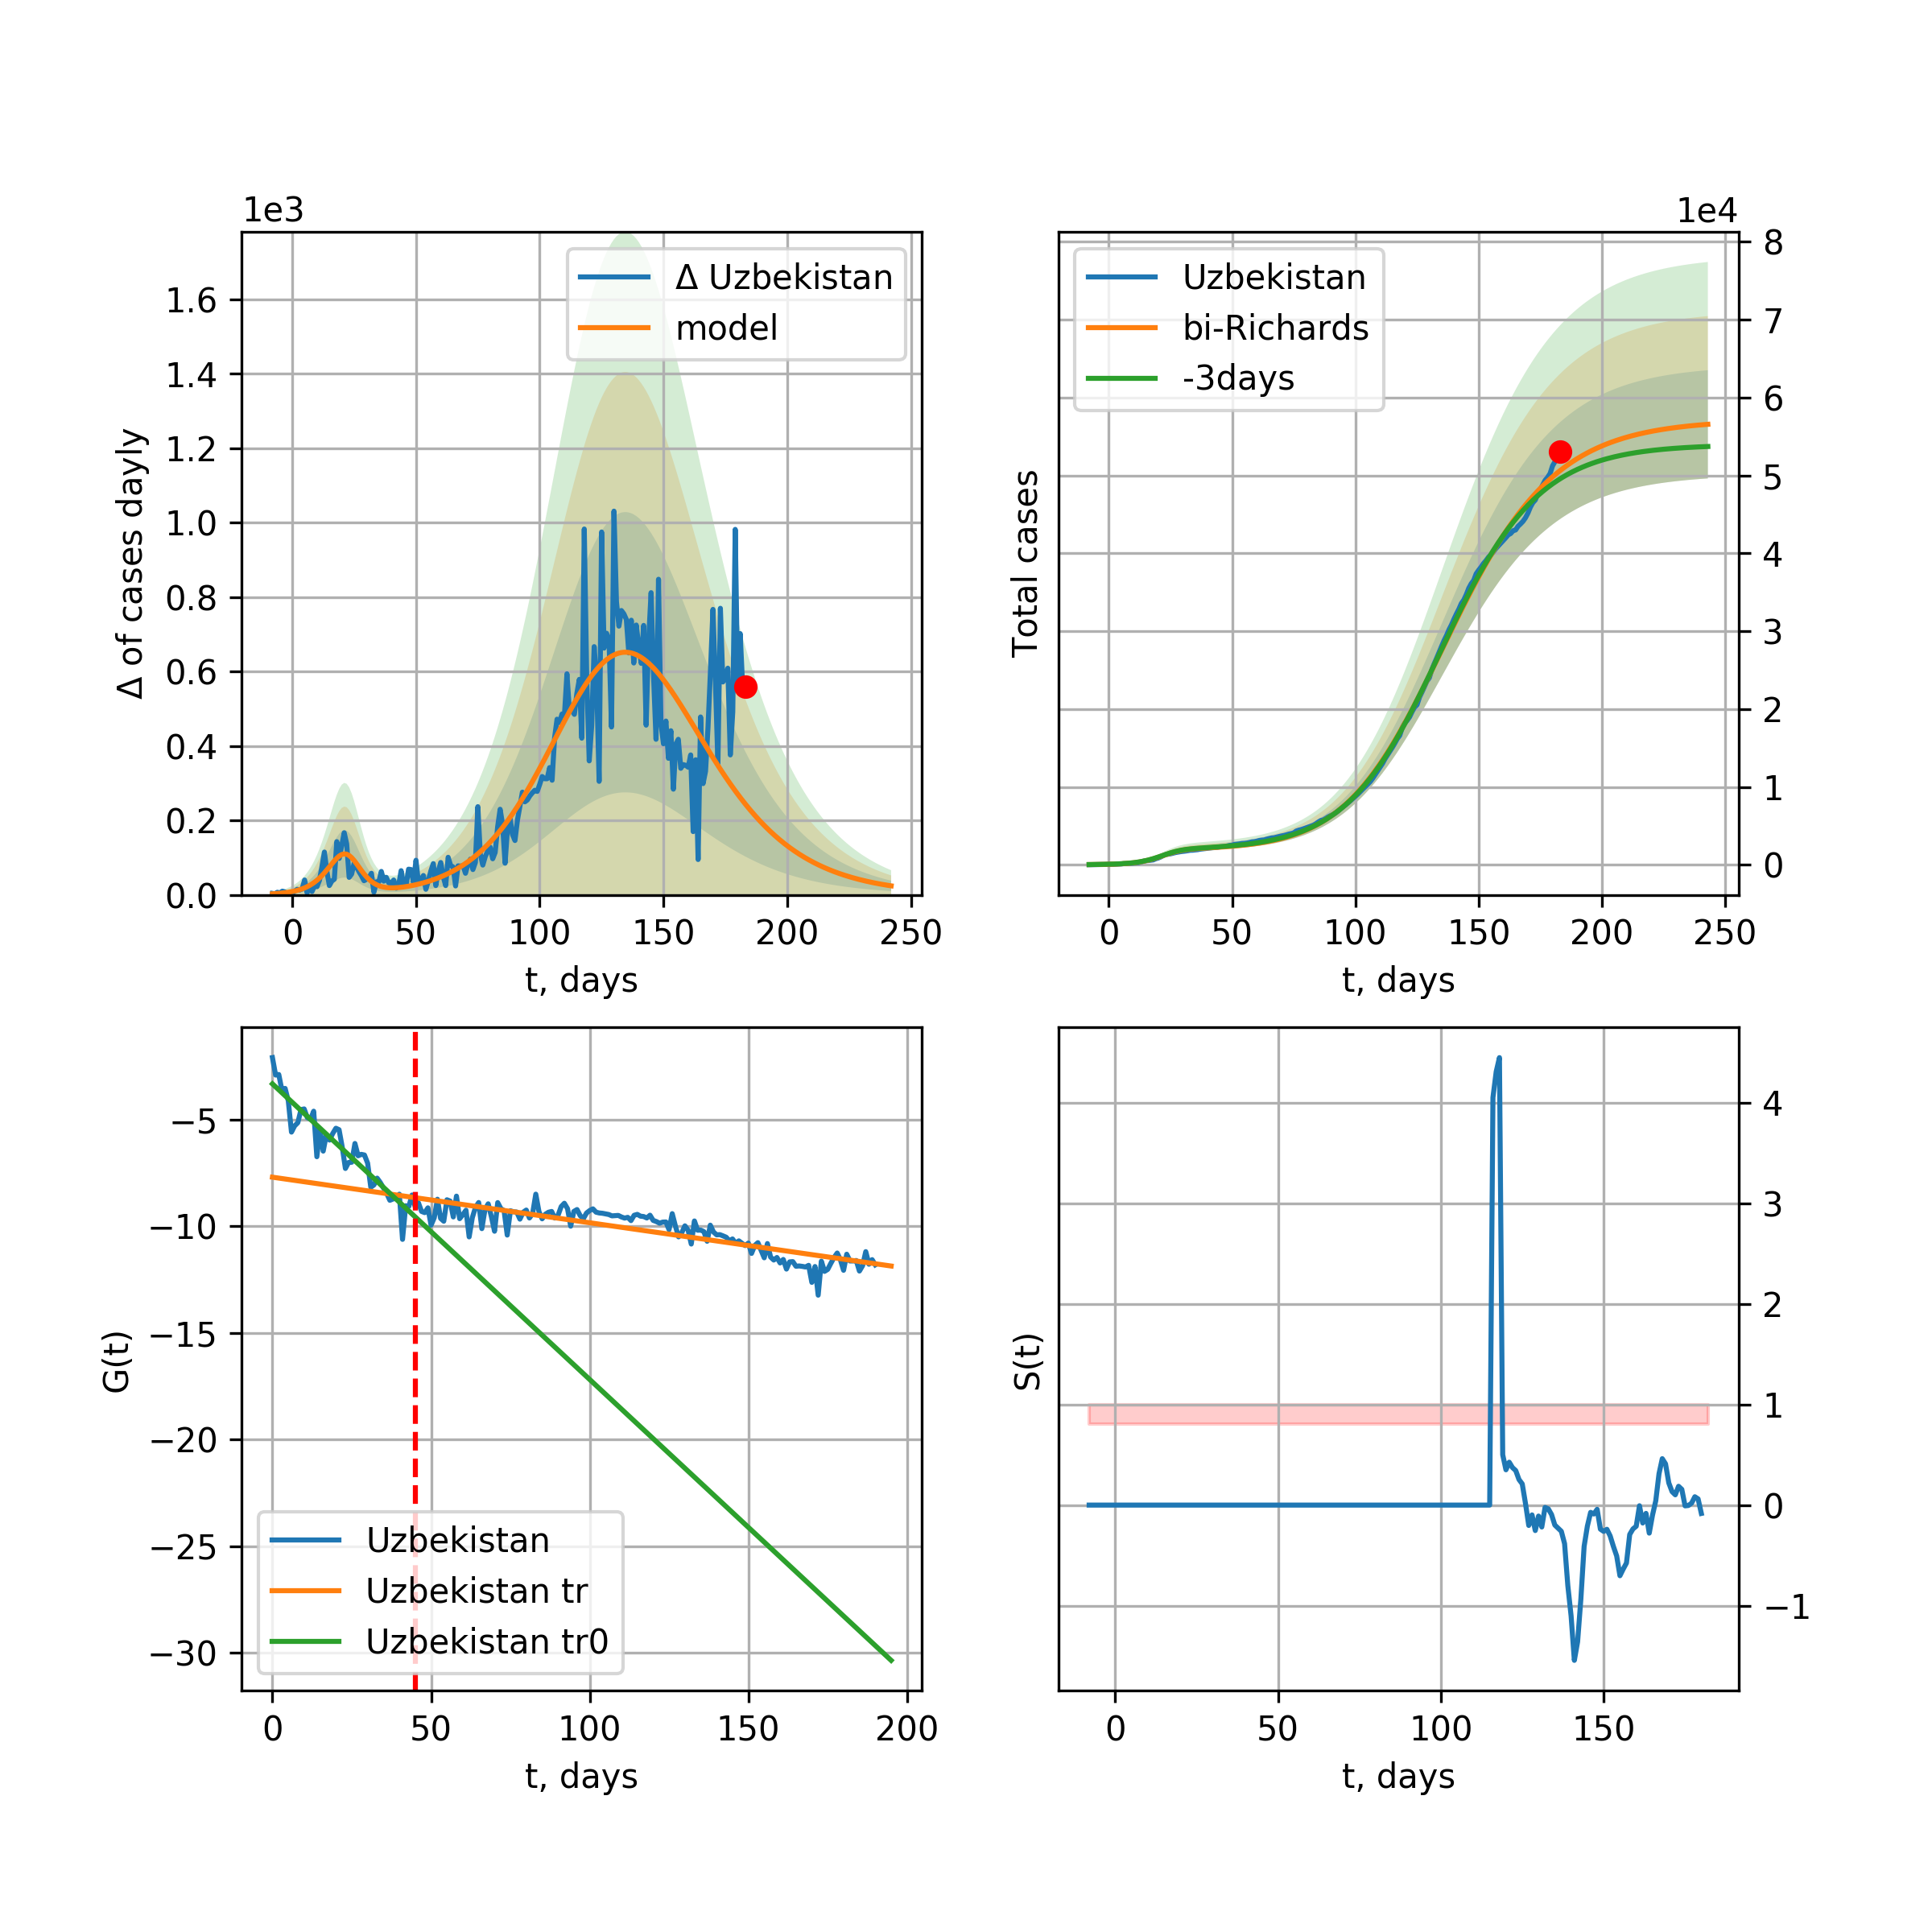 1e3
Δ of cases dayly
1.6
1.4
1.2
1.0
0.8
0.6
0.4
0.2
0.0
Δ Uzbekistan
model
0 50 100 150 200 250
t, days
1e4
Total cases
Uzbekistan
bi-Richards
-3days
8
7
6
5
4
3
2
1
0
0 50 100 150 200 250
t, days
G(t)
−5
−10
−15
−20
−25
−30
Uzbekistan
Uzbekistan tr
Uzbekistan tr0
0 50 100 150 200
t, days
S(t)
4
3
2
1
0
−1
0 50 100 150
t, days